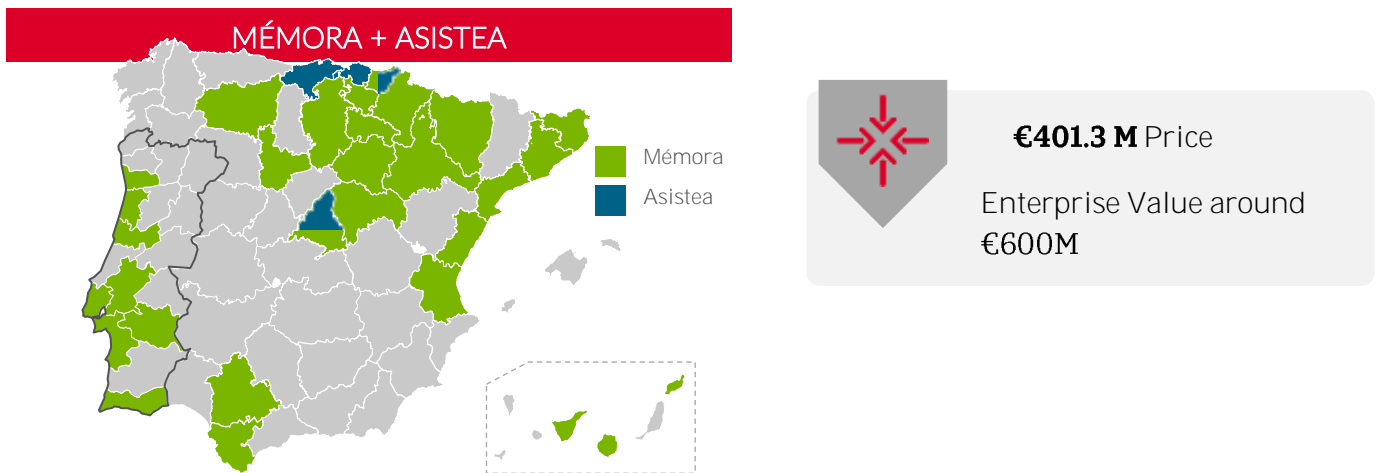 MÉMORA + ASISTEA
Mémora
Asistea
€401.3 M Price
Enterprise Value around
€600M